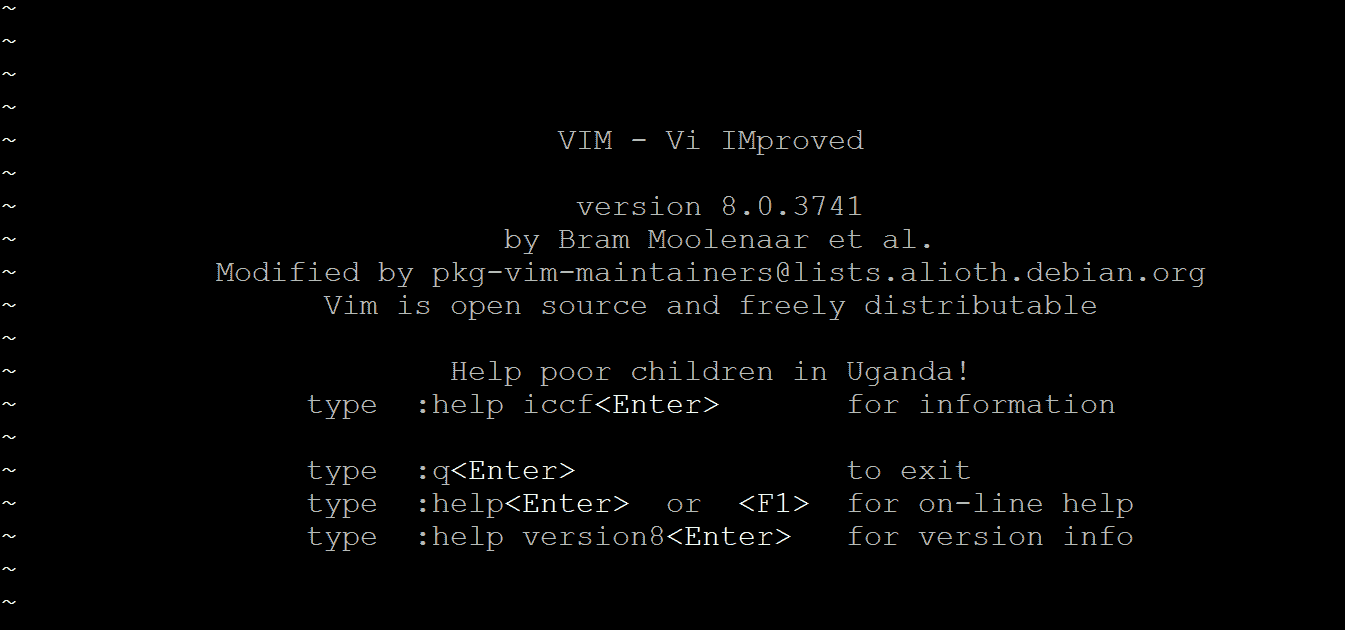 ~
~
~
~
~ VIM - Vi IMproved
~
~ version 8.0.3741
~ by Bram Moolenaar et al.
~ Modified by pkg-vim-maintainers@lists.alioth.debian.org
~ Vim is open source and freely distributable
~
~ Help poor children in Uganda!
~ type :help iccf<Enter> for information
~
~ type :q<Enter> to exit
~ type :help<Enter> or <F1> for on-line help
~ type :help version8<Enter> for version info
~
~